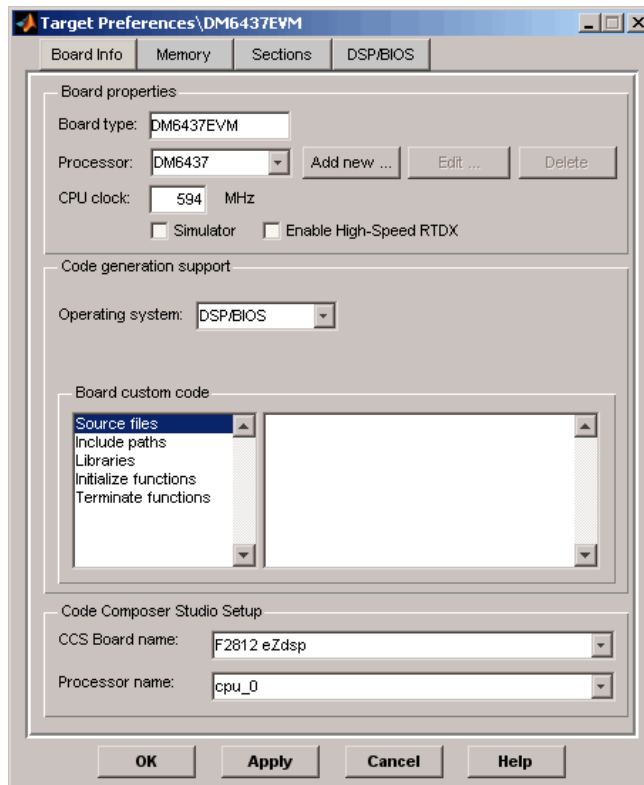 Target Preferences\DM6437EVM
Board Info Memory Sections DSP/BIOS
Board properties
Board type: DM6437EVM
Processor: DM6437 Add new ... Edit ... Delete
CPU clock: 594 MHz
Simulator Enable High-Speed RTDX
Code generation support
Operating system: DSP/BIOS
Board custom code
Source files
Include paths
Libraries
Initialize functions
Terminate functions
Code Composer Studio Setup
CCS Board name: F2812 eZdsp
Processor name: cpu_0
OK Apply Cancel Help